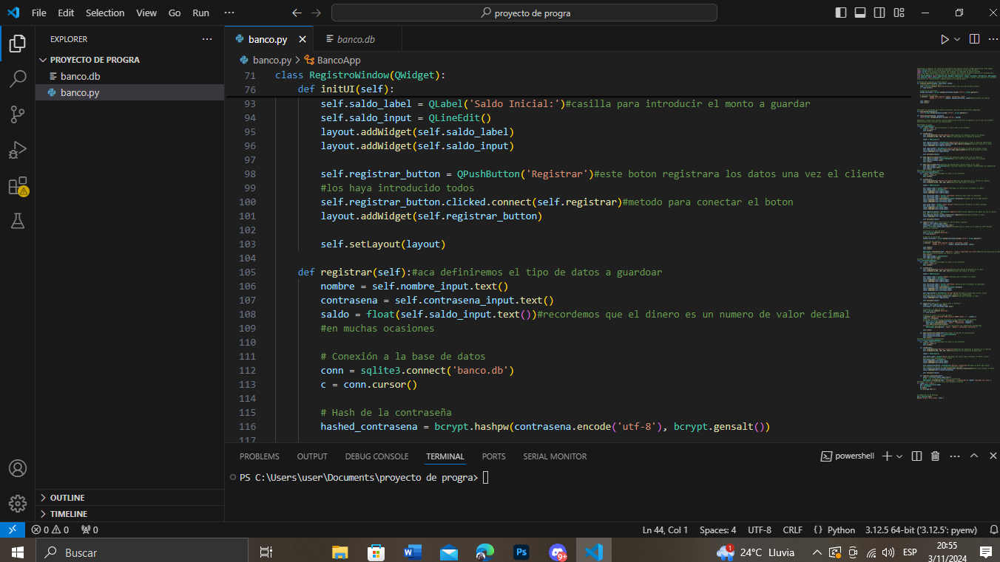 File Edit Selection View Go Run ··· proyecto de progra
EXPLORER ···
PROYECTO DE PROGRA
banco.db
banco.py
banco.py banco.db
banco.py > BancoApp
71 class RegistroWindow(QWidget):
76 def initUI(self):
93 self.saldo_label = QLabel('Saldo Inicial:')#casilla para introducir el monto a guardar
94 self.saldo_input = QLineEdit()
95 layout.addWidget(self.saldo_label)
96 layout.addWidget(self.saldo_input)
97
98 self.registrar_button = QPushButton('Registrar')#este boton registrara los datos una vez el cliente
99 #los haya introducido todos
100 self.registrar_button.clicked.connect(self.registrar)#metodo para conectar el boton
101 layout.addWidget(self.registrar_button)
102
103 self.setLayout(layout)
104
105 def registrar(self):#aca definiremos el tipo de datos a guardoar
106 nombre = self.nombre_input.text()
107 contrasena = self.contrasena_input.text()
108 saldo = float(self.saldo_input.text())#recordemos que el dinero es un numero de valor decimal
109 #en muchas ocasiones
110
111 # Conexión a la base de datos
112 conn = sqlite3.connect('banco.db')
113 c = conn.cursor()
114
115 # Hash de la contraseña
116 hashed_contrasena = bcrypt.hashpw(contrasena.encode('utf-8'), bcrypt.gensalt())
117
PROBLEMS OUTPUT DEBUG CONSOLE TERMINAL PORTS SERIAL MONITOR powershell
PS C:\Users\user\Documents\proyecto de progra>
OUTLINE
TIMELINE
0 0 0 Ln 44, Col 1 Spaces: 4 UTF-8 CRLF {} Python 3.12.5 64-bit ('3.12.5': pyenv)
Buscar W Ps 9+ 1 24°C Lluvia ESP 20:55
3/11/2024